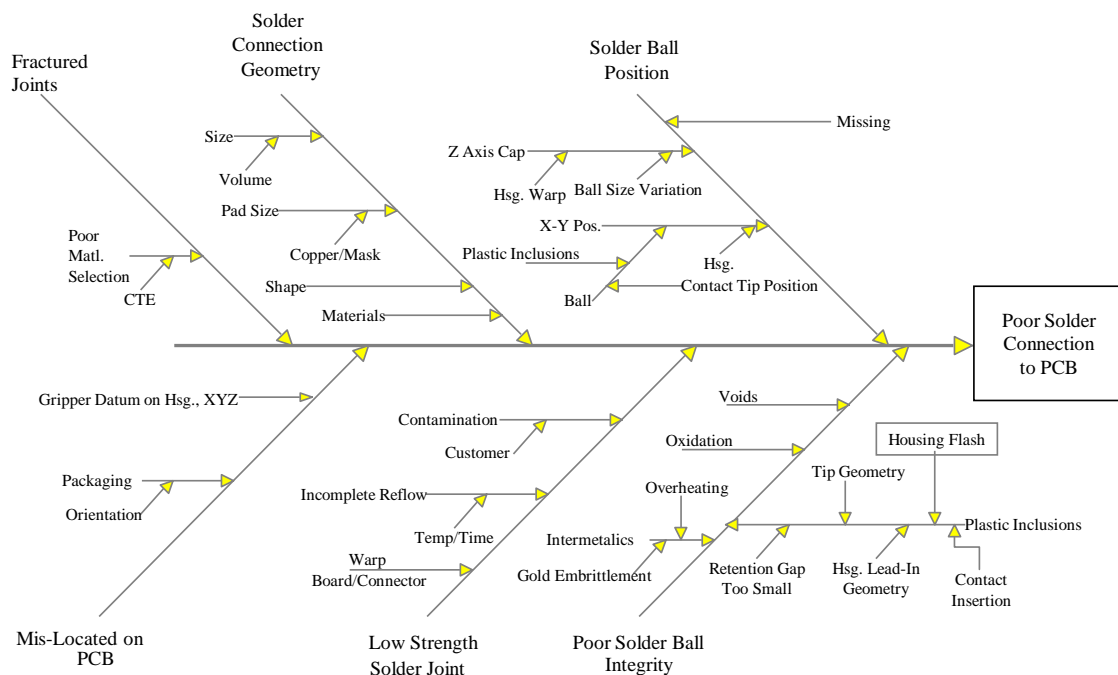 Fractured
Joints
Solder
Connection
Geometry
Solder Ball
Position
Missing
Size
Volume
Z Axis Cap
Hsg. Warp
Ball Size Variation
Pad Size
Copper/Mask
X-Y Pos.
Hsg.
Poor
Matl.
Selection
CTE
Plastic Inclusions
Shape
Ball
Contact Tip Position
Materials
Poor Solder
Connection
to PCB
Gripper Datum on Hsg., XYZ
Contamination
Customer
Voids
Oxidation
Housing Flash
Packaging
Orientation
Incomplete Reflow
Temp/Time
Overheating
Tip Geometry
Plastic Inclusions
Intermetalics
Gold Embrittlement
Warp
Board/Connector
Retention Gap
Too Small
Hsg. Lead-In
Geometry
Contact
Insertion
Mis-Located on
PCB
Low Strength
Solder Joint
Poor Solder Ball
Integrity